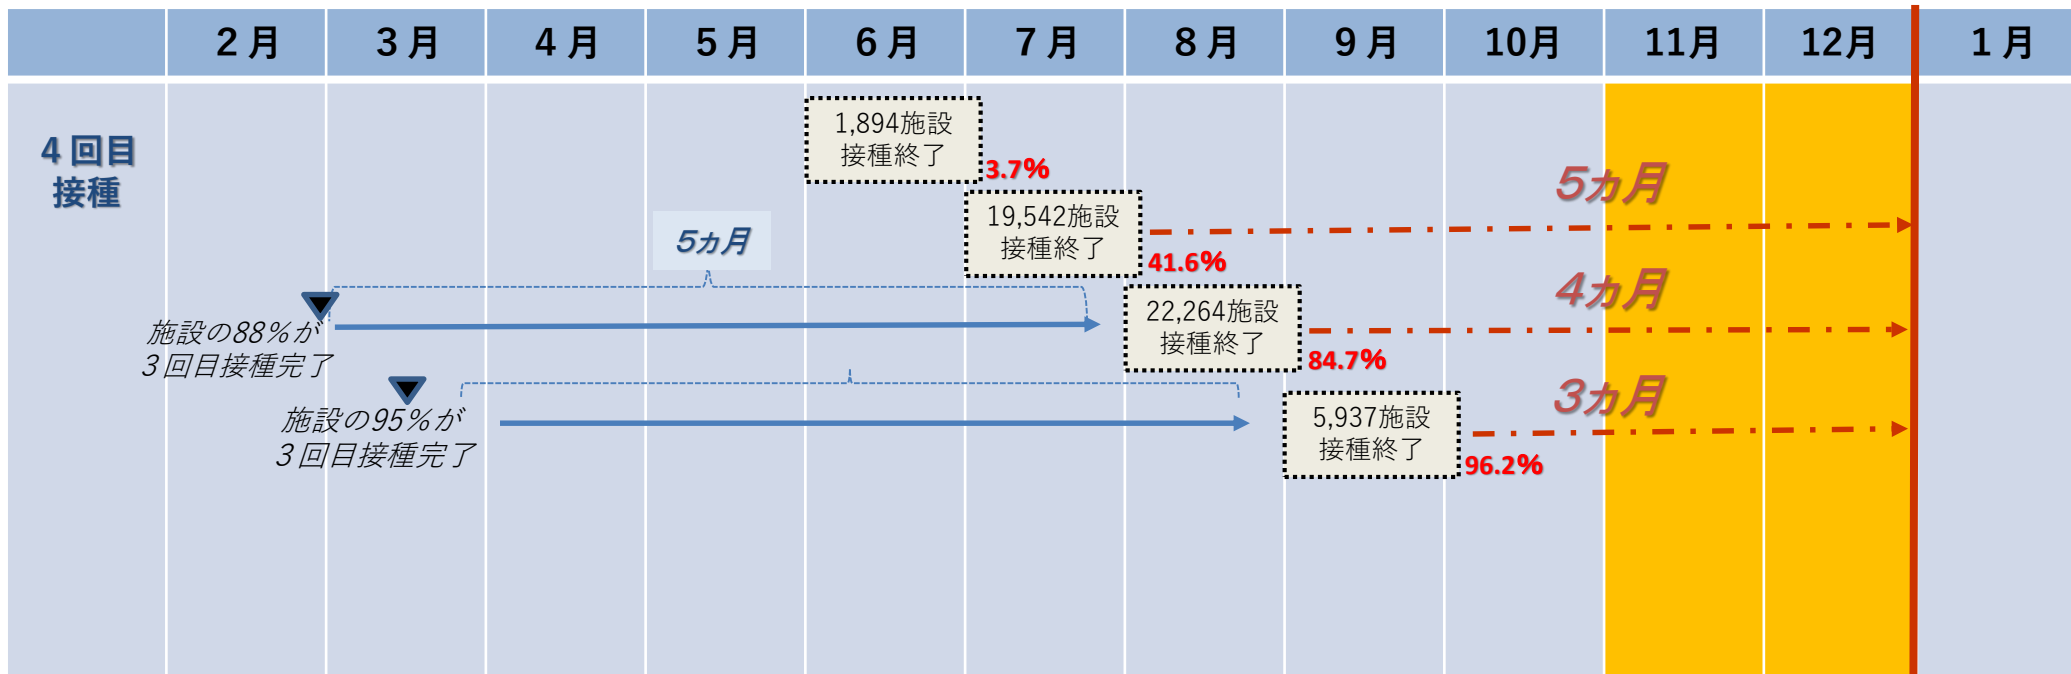 2月 3月 4月 5月 6月 7月 8月 9月 10月 11月 12月 1月
4回目
接種
1,894施設
接種終了
3.7%
19,542施設
接種終了
41.6%
5ヵ月
5ヵ月
22,264施設
接種終了
84.7%
4ヵ月
施設の88%が
3回目接種完了
5,937施設
接種終了
96.2%
3ヵ月
施設の95%が
3回目接種完了